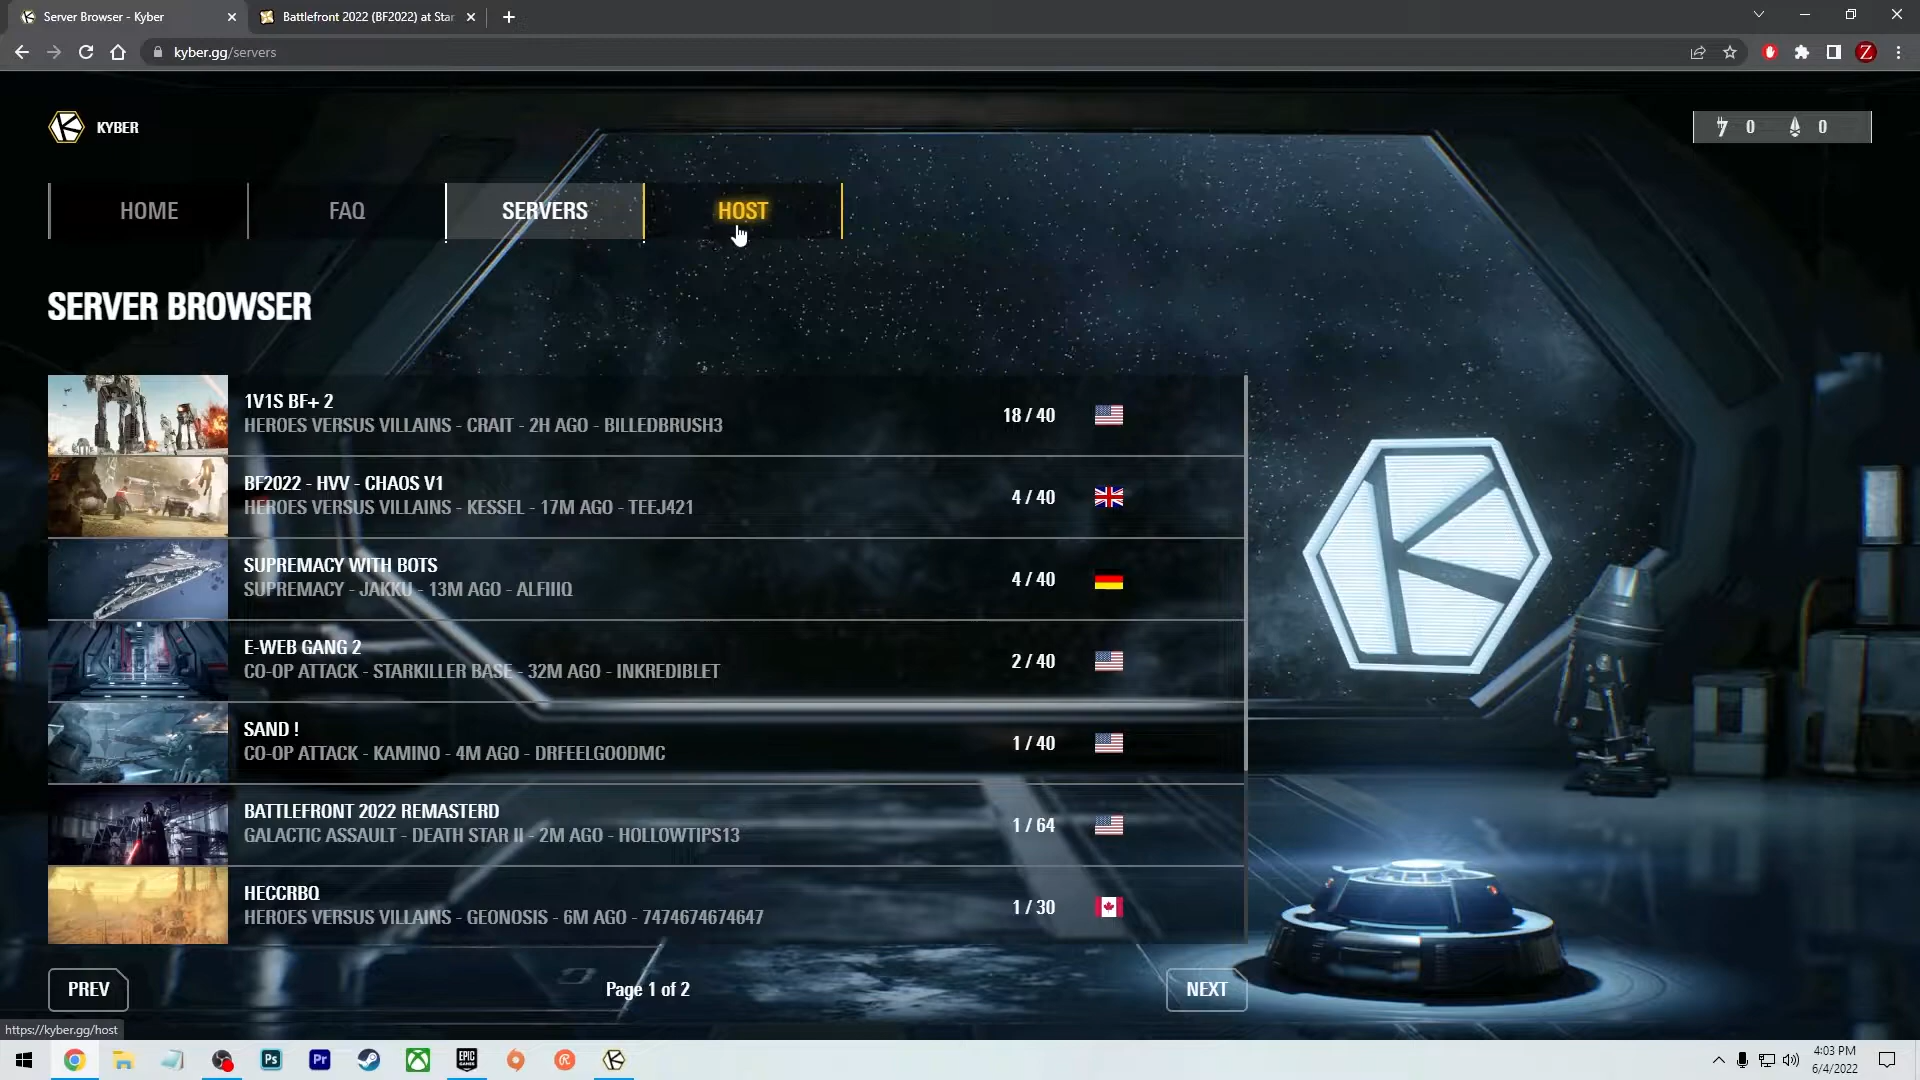 Server Browser - Kyber
Battlefront 2022 (BF2022) at Star
kyber.gg/servers
Z
KYBER
0 0
HOME FAQ SERVERS HOST
SERVER BROWSER
1V1S BF+ 2
HEROES VERSUS VILLAINS - CRAIT - 2H AGO - BILLEDBRUSH3
18 / 40
BF2022 - HVV - CHAOS V1
HEROES VERSUS VILLAINS - KESSEL - 17M AGO - TEEJ421
4 / 40
SUPREMACY WITH BOTS
SUPREMACY - JAKKU - 13M AGO - ALFIIIQ
4 / 40
E-WEB GANG 2
CO-OP ATTACK - STARKILLER BASE - 32M AGO - INKREDIBLET
2 / 40
SAND !
CO-OP ATTACK - KAMINO - 4M AGO - DRFEELGOODMC
1 / 40
BATTLEFRONT 2022 REMASTERD
GALACTIC ASSAULT - DEATH STAR II - 2M AGO - HOLLOWTIPS13
1 / 64
HECCRBQ
HEROES VERSUS VILLAINS - GEONOSIS - 6M AGO - 7474674674647
1 / 30
PREV
Page 1 of 2
NEXT
https://kyber.gg/host
Ps
Pr
EPIC
GAMES
4:03 PM
6/4/2022